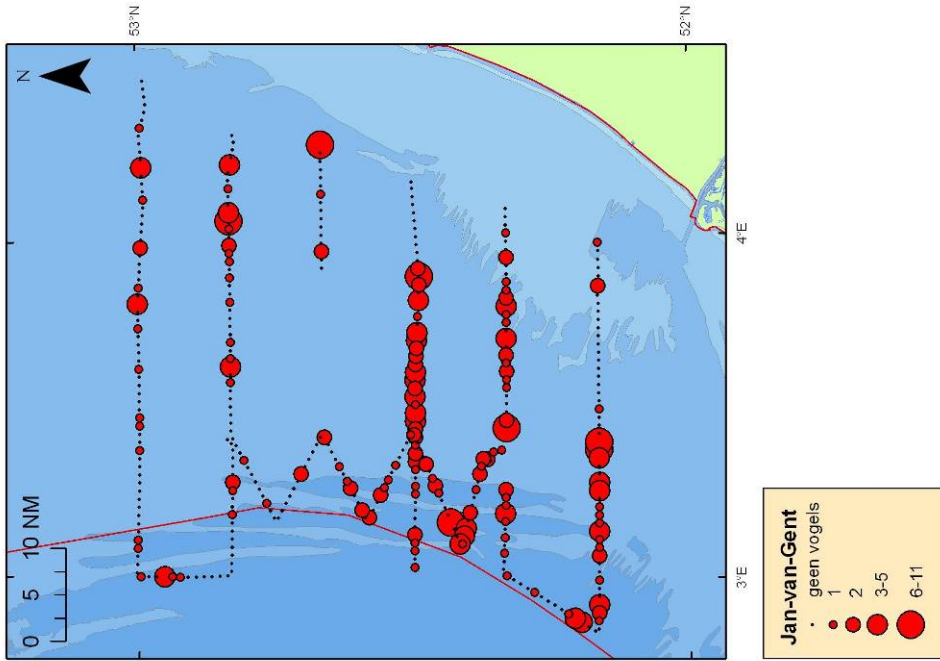 53°N
N
0 5 10 NM
52°N
3°E
4°E
Jan-van-Gent
geen vogels
1
2
3-5
6-11